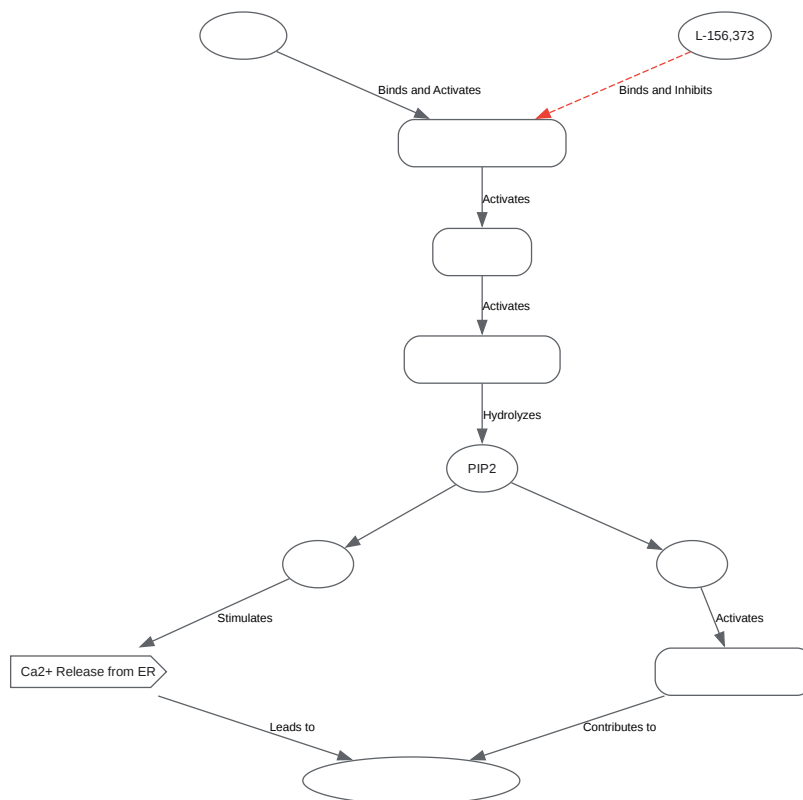 L-156,373
Binds and Activates
Binds and Inhibits
Activates
Activates
Hydrolyzes
PIP2
Stimulates
Activates
Ca2+ Release from ER
Leads to
Contributes to